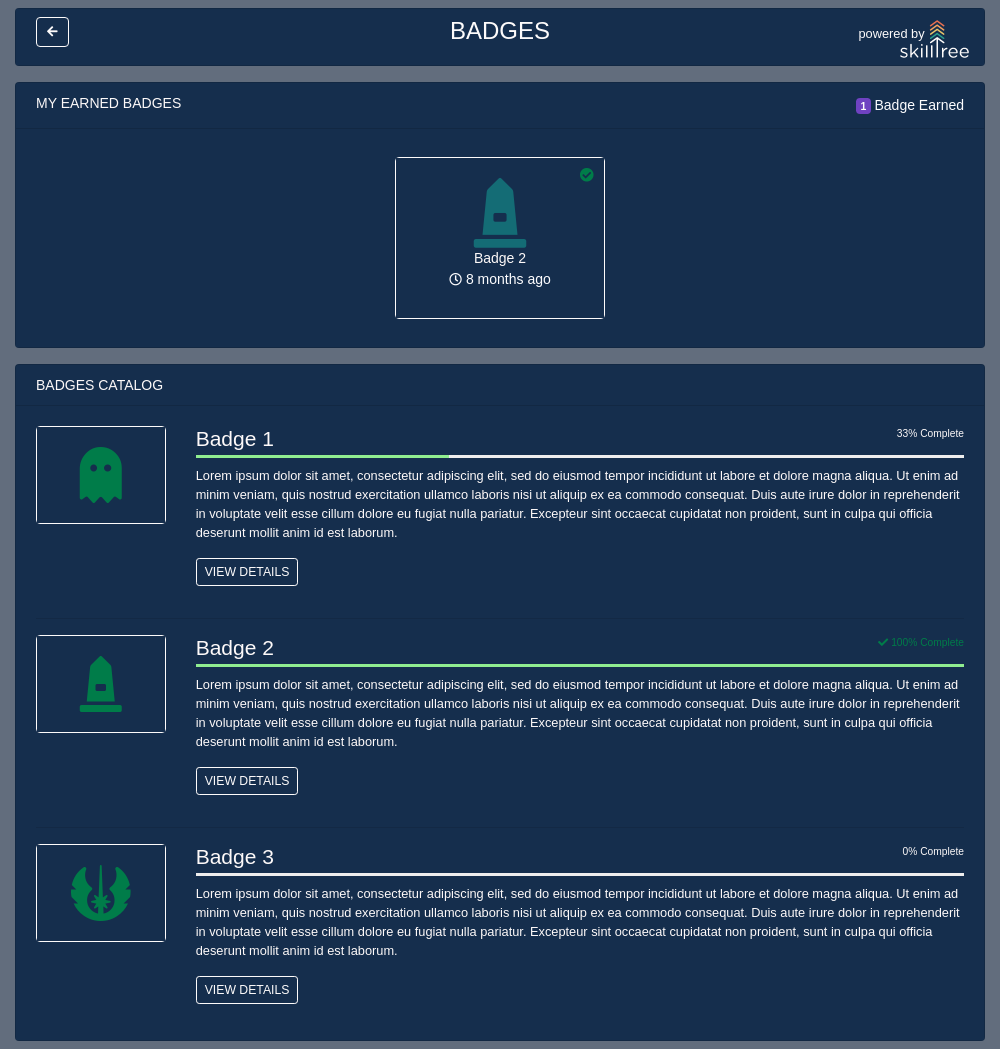 BADGES
powered by
skilltree
MY EARNED BADGES
1 Badge Earned
Badge 2
8 months ago
BADGES CATALOG
Badge 1
33% Complete
Lorem ipsum dolor sit amet, consectetur adipiscing elit, sed do eiusmod tempor incididunt ut labore et dolore magna aliqua. Ut enim ad
minim veniam, quis nostrud exercitation ullamco laboris nisi ut aliquip ex ea commodo consequat. Duis aute irure dolor in reprehenderit
in voluptate velit esse cillum dolore eu fugiat nulla pariatur. Excepteur sint occaecat cupidatat non proident, sunt in culpa qui officia
deserunt mollit anim id est laborum.
VIEW DETAILS
Badge 2
100% Complete
Lorem ipsum dolor sit amet, consectetur adipiscing elit, sed do eiusmod tempor incididunt ut labore et dolore magna aliqua. Ut enim ad
minim veniam, quis nostrud exercitation ullamco laboris nisi ut aliquip ex ea commodo consequat. Duis aute irure dolor in reprehenderit
in voluptate velit esse cillum dolore eu fugiat nulla pariatur. Excepteur sint occaecat cupidatat non proident, sunt in culpa qui officia
deserunt mollit anim id est laborum.
VIEW DETAILS
Badge 3
0% Complete
Lorem ipsum dolor sit amet, consectetur adipiscing elit, sed do eiusmod tempor incididunt ut labore et dolore magna aliqua. Ut enim ad
minim veniam, quis nostrud exercitation ullamco laboris nisi ut aliquip ex ea commodo consequat. Duis aute irure dolor in reprehenderit
in voluptate velit esse cillum dolore eu fugiat nulla pariatur. Excepteur sint occaecat cupidatat non proident, sunt in culpa qui officia
deserunt mollit anim id est laborum.
VIEW DETAILS